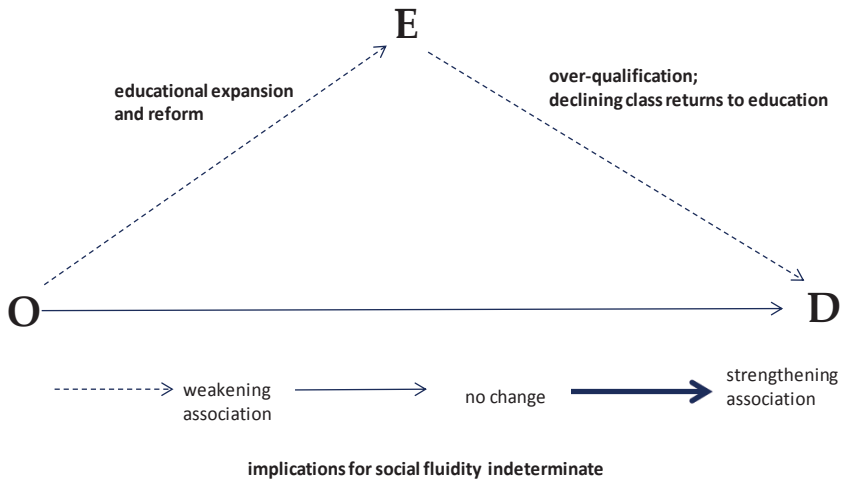 E
educational expansion
and reform
over-qualification;
declining class returns to education
O
D
weakening
association
no change
strengthening
association
implications for social fluidity indeterminate